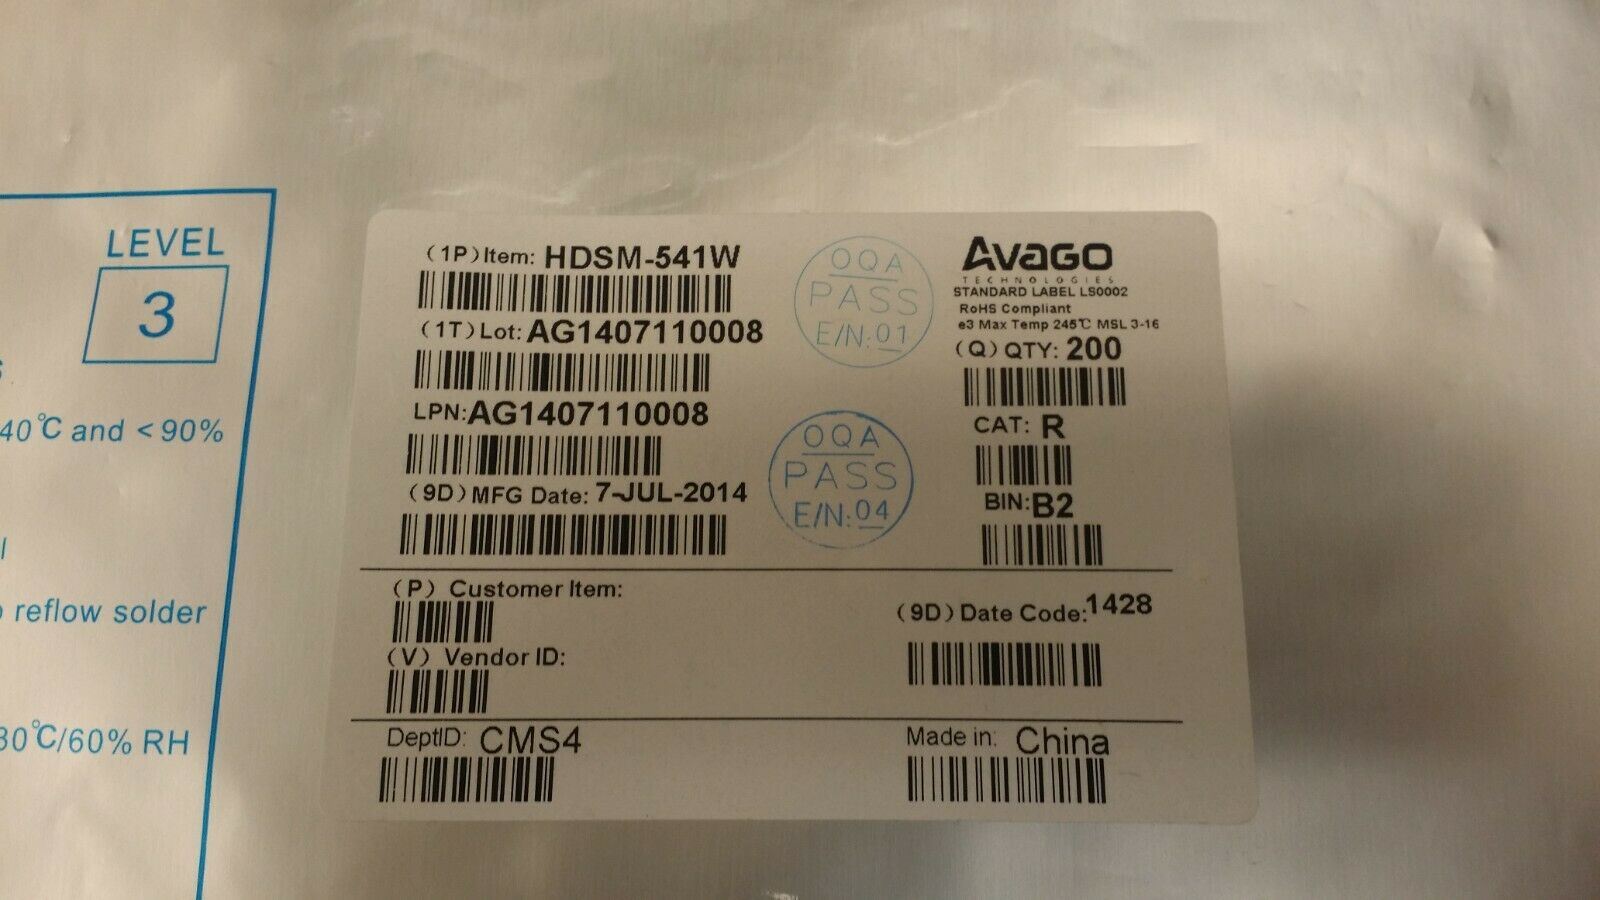 LEVEL
3
40℃ and < 90%
reflow solder
30℃/60% RH
(1P) Item: HDSM-541W
(1T) Lot: AG1407110008
LPN: AG1407110008
(9D) MFG Date: 7-JUL-2014
OQA
PASS
E/N: 01
OQA
PASS
E/N: 04
AVAGO
TECHNOLOGIES
STANDARD LABEL LS0002
RoHS Compliant
e3 Max Temp 245℃ MSL 3-16
(Q) QTY: 200
CAT: R
BIN: B2
(P) Customer Item:
(V) Vendor ID:
(9D) Date Code: 1428
DeptID: CMS4
Made in: China